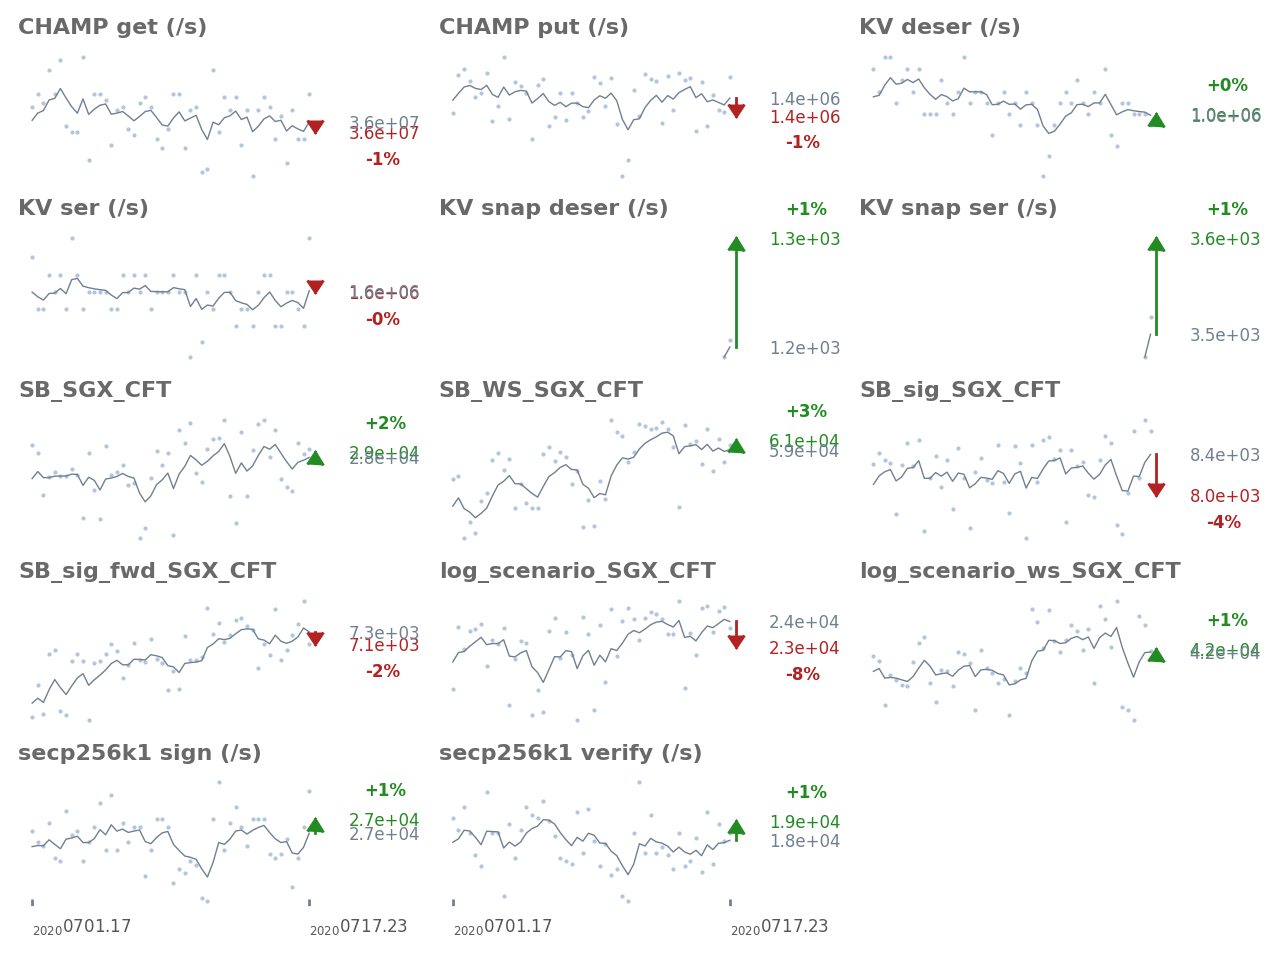 CHAMP get (/s)
3.6e+07
3.6e+07
-1%
CHAMP put (/s)
1.4e+06
1.4e+06
-1%
KV deser (/s)
+0%
1.0e+06
KV ser (/s)
1.6e+06
1.6e+06
-0%
KV snap deser (/s)
+1%
1.3e+03
1.2e+03
KV snap ser (/s)
+1%
3.6e+03
3.5e+03
SB_SGX_CFT
+2%
2.9e+04
2.8e+04
SB_WS_SGX_CFT
+3%
6.1e+04
5.9e+04
SB_sig_SGX_CFT
8.4e+03
8.0e+03
-4%
SB_sig_fwd_SGX_CFT
7.3e+03
7.1e+03
-2%
log_scenario_SGX_CFT
2.4e+04
2.3e+04
-8%
log_scenario_ws_SGX_CFT
+1%
4.2e+04
4.2e+04
secp256k1 sign (/s)
+1%
2.7e+04
2.7e+04
secp256k1 verify (/s)
+1%
1.9e+04
1.8e+04
20200701.17
20200717.23
20200701.17
20200717.23